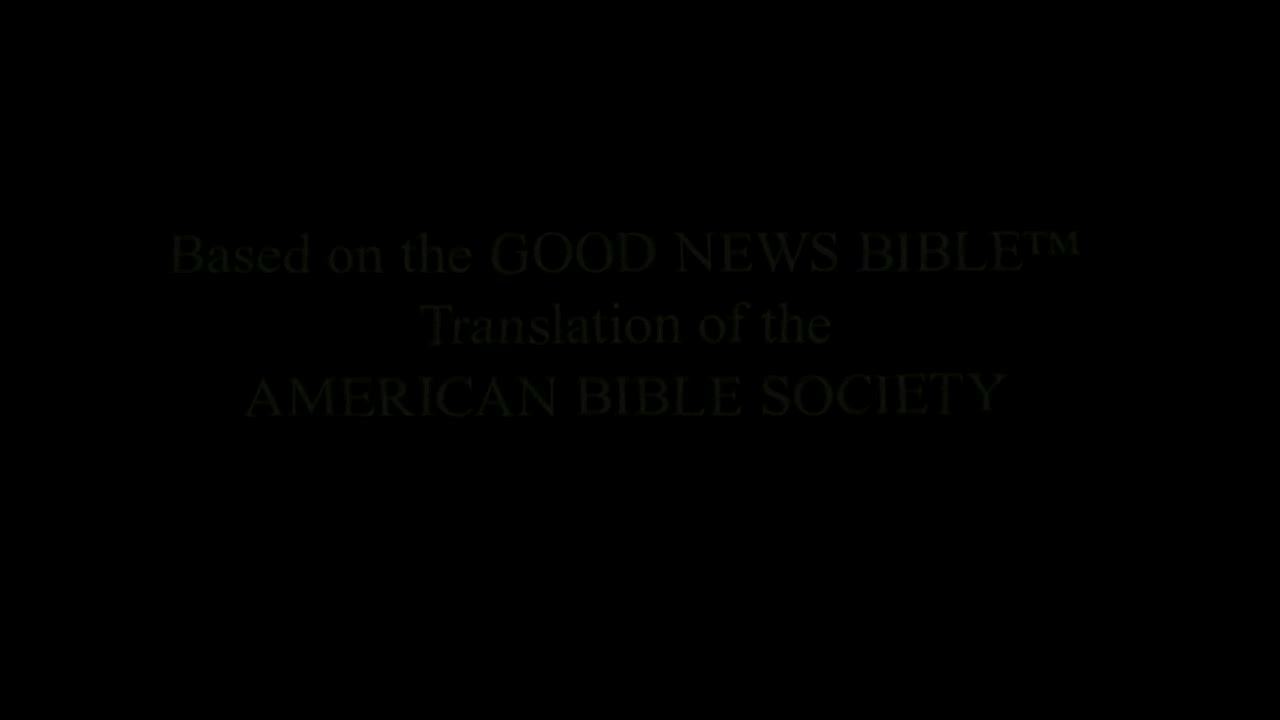 Based on the GOOD NEWS BIBLE™
Translation of the
AMERICAN BIBLE SOCIETY